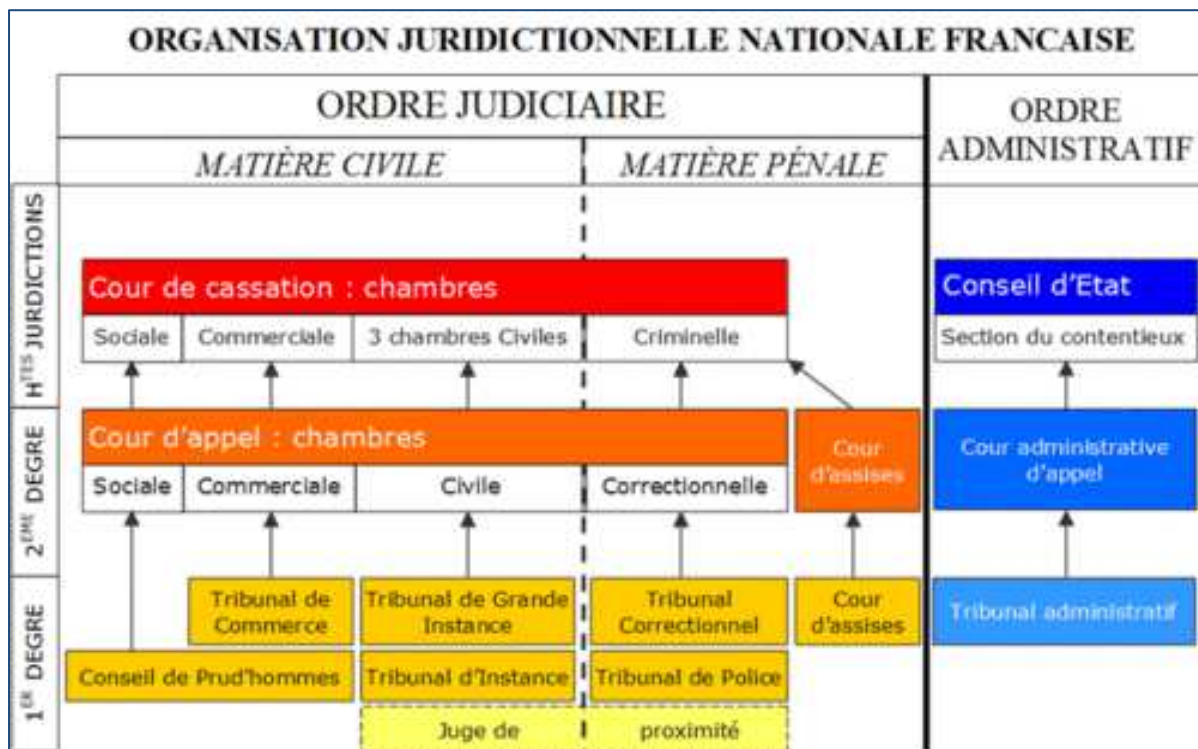 ORGANISATION JURIDICTIONNELLE NATIONALE FRANCAISE
ORDRE JUDICIAIRE
ORDRE
ADMINISTRATIF
MATIÈRE CIVILE
MATIÈRE PÉNALE
HTES JURDICTIONS
Cour de cassation : chambres
Conseil d'Etat
Sociale
Commerciale
3 chambres Civiles
Criminelle
Section du contentieux
2EME DEGRE
Cour d'appel : chambres
Cour
d'assises
Cour administrative
d'appel
Sociale
Commerciale
Civile
Correctionnelle
1ER DEGRE
Tribunal de
Commerce
Tribunal de Grande
Instance
Tribunal
Correctionnel
Cour
d'assises
Tribunal administratif
Conseil de Prud'hommes
Tribunal d'Instance
Tribunal de Police
Juge de proximité